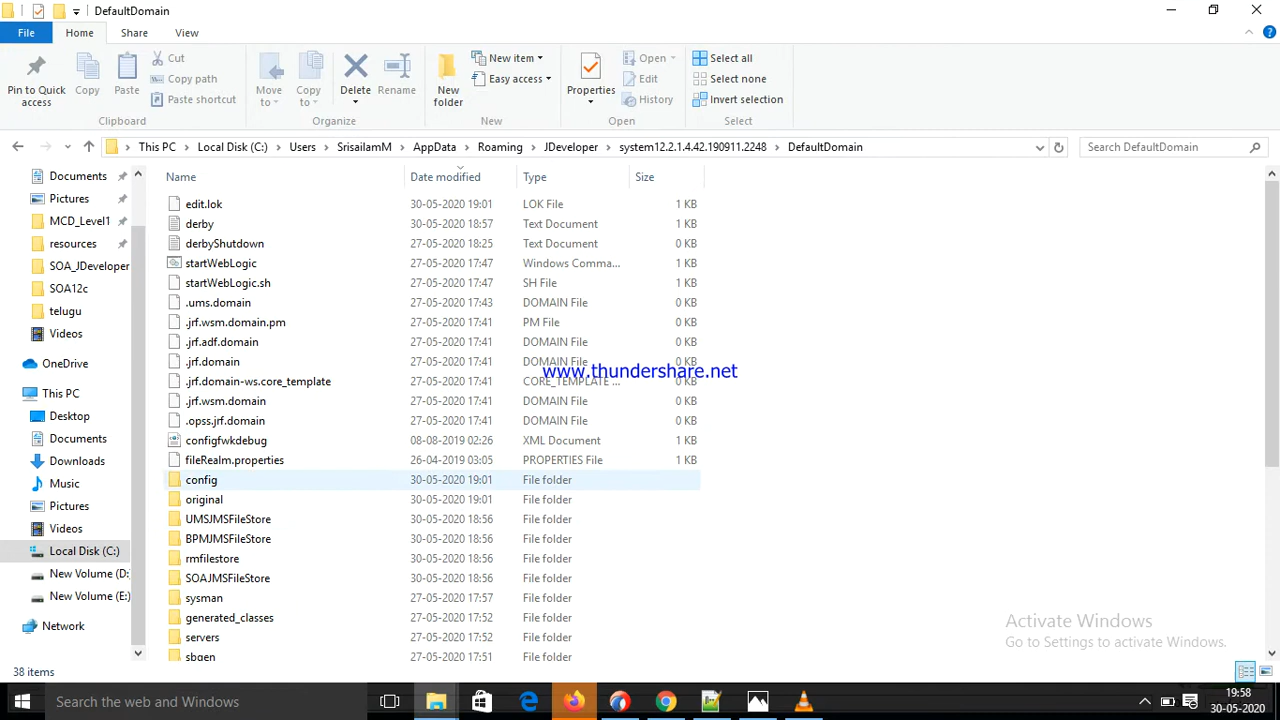 DefaultDomain
File Home Share View
Pin to Quick access
Copy
Paste
Cut
Copy path
Paste shortcut
Clipboard
Move to
Copy to
Delete
Rename
Organize
New folder
New item
Easy access
New
Properties
Open
Edit
History
Open
Select all
Select none
Invert selection
Select
This PC Local Disk (C:) Users SrisailamM AppData Roaming JDeveloper system12.2.1.4.42.190911.2248 DefaultDomain
Search DefaultDomain
Documents
Pictures
MCD_Level1
resources
SOA_JDeveloper
SOA12c
telugu
Videos
OneDrive
This PC
Desktop
Documents
Downloads
Music
Pictures
Videos
Local Disk (C:)
New Volume (D:
New Volume (E:)
Network
Name Date modified Type Size
edit.lok 30-05-2020 19:01 LOK File 1 KB
derby 30-05-2020 18:57 Text Document 1 KB
derbyShutdown 27-05-2020 18:25 Text Document 0 KB
startWebLogic 27-05-2020 17:47 Windows Comma... 1 KB
startWebLogic.sh 27-05-2020 17:47 SH File 1 KB
.ums.domain 27-05-2020 17:43 DOMAIN File 0 KB
.jrf.wsm.domain.pm 27-05-2020 17:41 PM File 0 KB
.jrf.adf.domain 27-05-2020 17:41 DOMAIN File 0 KB
.jrf.domain 27-05-2020 17:41 DOMAIN File 0 KB
www.thundershare.net
.jrf.domain-ws.core_template 27-05-2020 17:41 CORE_TEMPLATE ... 0 KB
.jrf.wsm.domain 27-05-2020 17:41 DOMAIN File 0 KB
.opss.jrf.domain 27-05-2020 17:41 DOMAIN File 0 KB
configfwkdebug 08-08-2019 02:26 XML Document 1 KB
fileRealm.properties 26-04-2019 03:05 PROPERTIES File 1 KB
config 30-05-2020 19:01 File folder
original 30-05-2020 19:01 File folder
UMSJMSFileStore 30-05-2020 18:56 File folder
BPMJMSFileStore 30-05-2020 18:56 File folder
rmfilestore 30-05-2020 18:56 File folder
SOAJMSFileStore 30-05-2020 18:56 File folder
sysman 27-05-2020 17:57 File folder
generated_classes 27-05-2020 17:52 File folder
servers 27-05-2020 17:52 File folder
sbgen 27-05-2020 17:51 File folder
Activate Windows
Go to Settings to activate Windows.
38 items
Search the web and Windows
19:58
30-05-2020